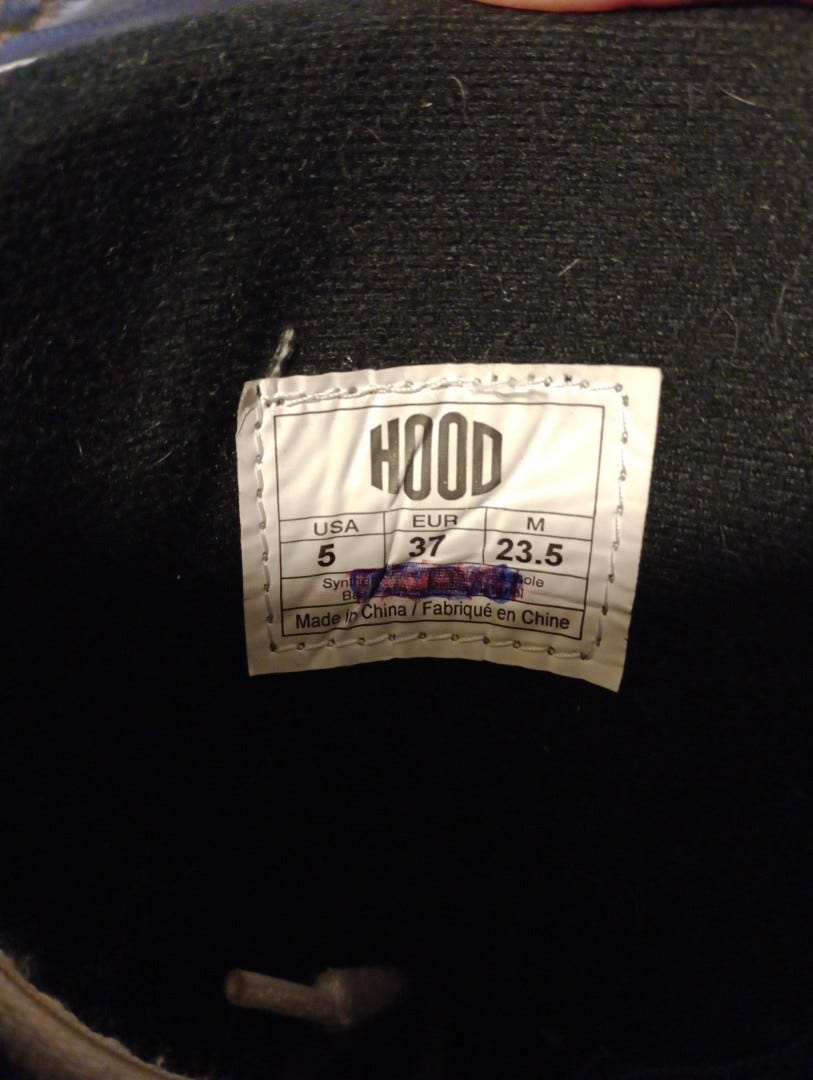 HOOD
USA EUR M
5 37 23.5
Made in China / Fabriqué en Chine